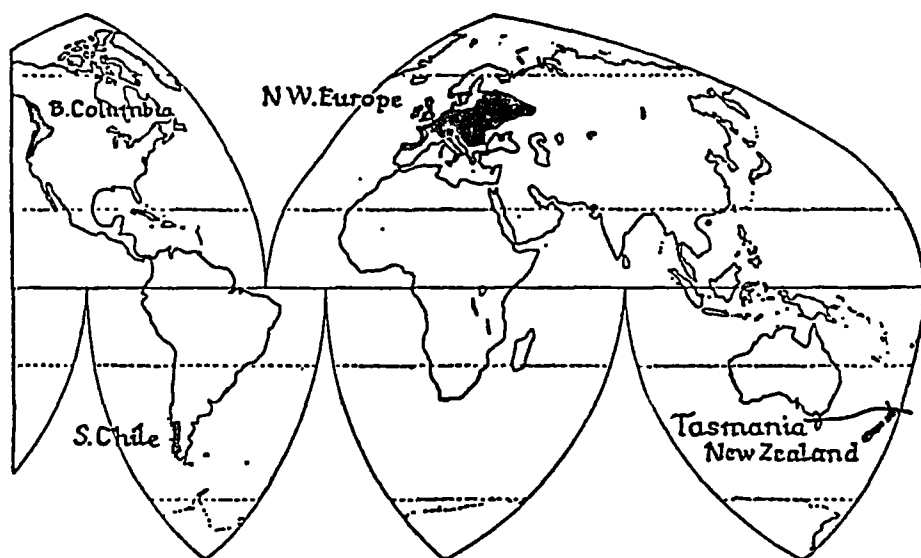 B. Columbia
N W. Europe
S. Chile
Tasmania
New Zealand